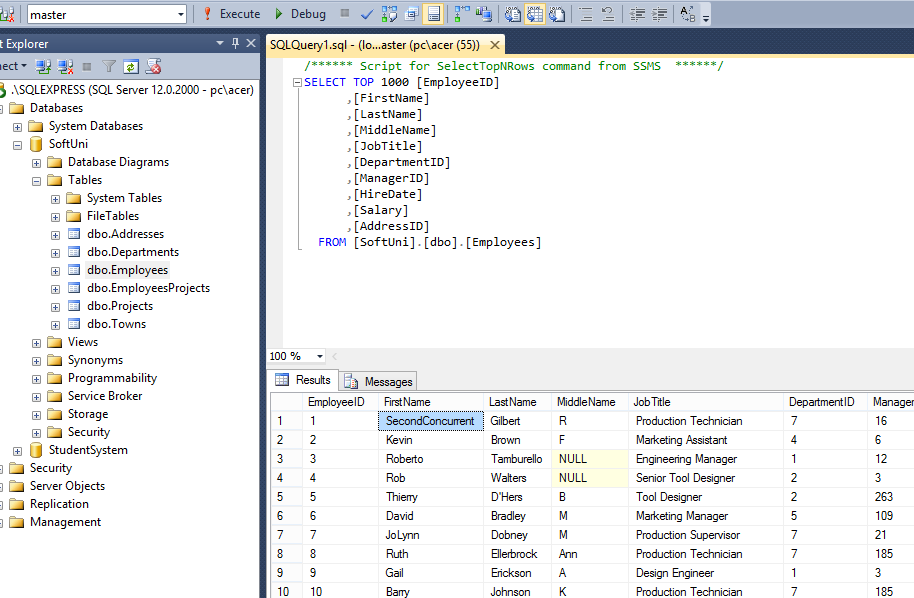 master Execute Debug
t Explorer
SQLQuery1.sql - (lo...aster (pc\acer (55))
.\SQLEXPRESS (SQL Server 12.0.2000 - pc\acer)
Databases
System Databases
SoftUni
Database Diagrams
Tables
System Tables
FileTables
dbo.Addresses
dbo.Departments
dbo.Employees
dbo.EmployeesProjects
dbo.Projects
dbo.Towns
Views
Synonyms
Programmability
Service Broker
Storage
Security
StudentSystem
Security
Server Objects
Replication
Management
/****** Script for SelectTopNRows command from SSMS ******/
SELECT TOP 1000 [EmployeeID]
,[FirstName]
,[LastName]
,[MiddleName]
,[JobTitle]
,[DepartmentID]
,[ManagerID]
,[HireDate]
,[Salary]
,[AddressID]
FROM [SoftUni].[dbo].[Employees]
100 %
Results Messages
EmployeeID FirstName LastName MiddleName JobTitle DepartmentID Manager
1 1 SecondConcurrent Gilbert R Production Technician 7 16
2 2 Kevin Brown F Marketing Assistant 4 6
3 3 Roberto Tamburello NULL Engineering Manager 1 12
4 4 Rob Walters NULL Senior Tool Designer 2 3
5 5 Thierry D'Hers B Tool Designer 2 263
6 6 David Bradley M Marketing Manager 5 109
7 7 JoLynn Dobney M Production Supervisor 7 21
8 8 Ruth Ellerbrock Ann Production Technician 7 185
9 9 Gail Erickson A Design Engineer 1 3
10 10 Barry Johnson K Production Technician 7 185